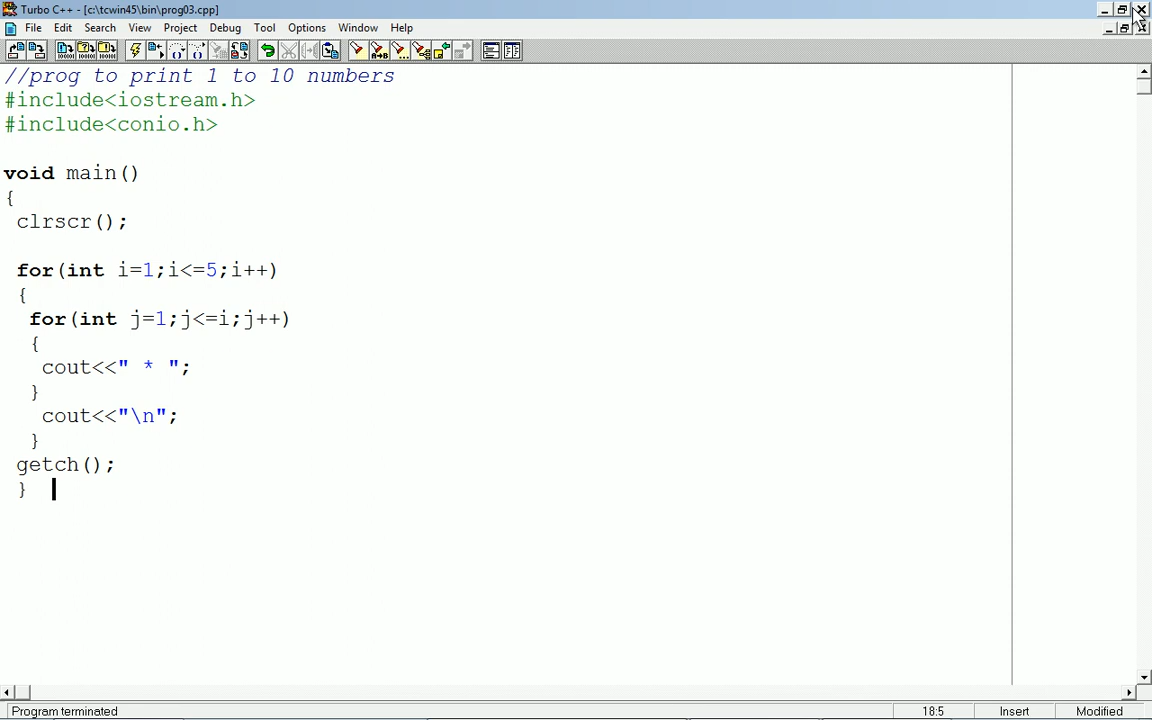 Turbo C++ - [c:\tcwin45\bin\prog03.cpp]
File Edit Search View Project Debug Tool Options Window Help
//prog to print 1 to 10 numbers
#include<iostream.h>
#include<conio.h>
void main()
{
clrscr();
for(int i=1;i<=5;i++)
{
for(int j=1;j<=i;j++)
{
cout<<" * ";
}
cout<<"\n";
}
getch();
}
Program terminated 18:5 Insert Modified